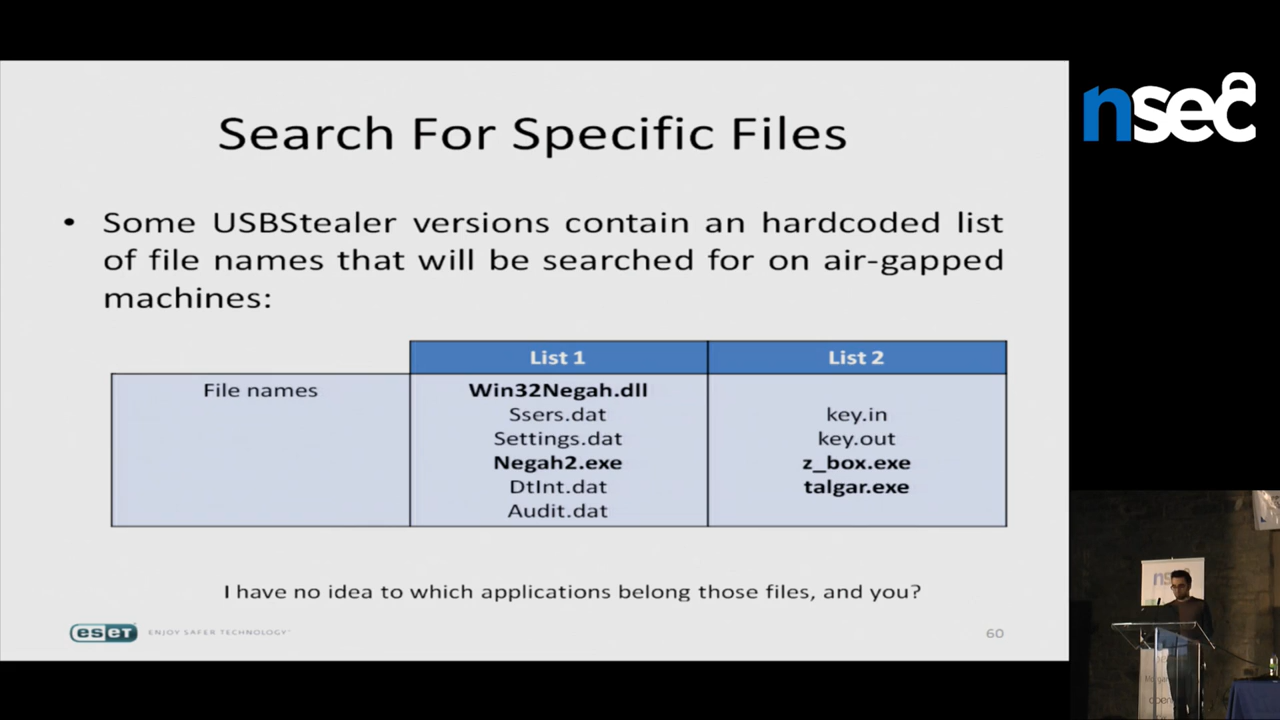 nsec
Search For Specific Files
• Some USBStealer versions contain an hardcoded list
of file names that will be searched for on air-gapped
machines:
List 1 List 2
File names Win32Negah.dll
Ssers.dat key.in
Settings.dat key.out
Negah2.exe z_box.exe
DtInt.dat talgar.exe
Audit.dat
I have no idea to which applications belong those files, and you?
eset ENJOY SAFER TECHNOLOGY™ 60